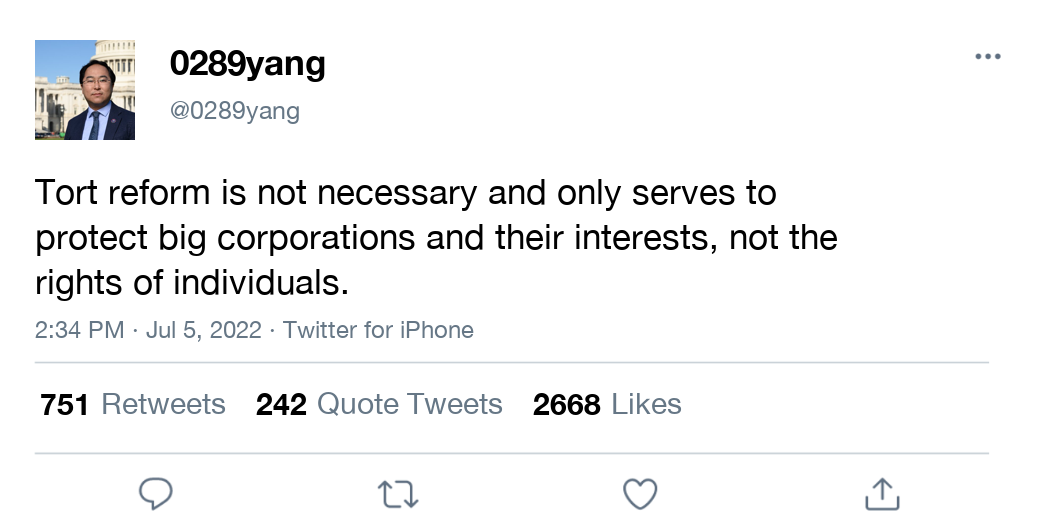 0289yang
@0289yang
Tort reform is not necessary and only serves to
protect big corporations and their interests, not the
rights of individuals.
2:34 PM · Jul 5, 2022 · Twitter for iPhone
751 Retweets 242 Quote Tweets 2668 Likes